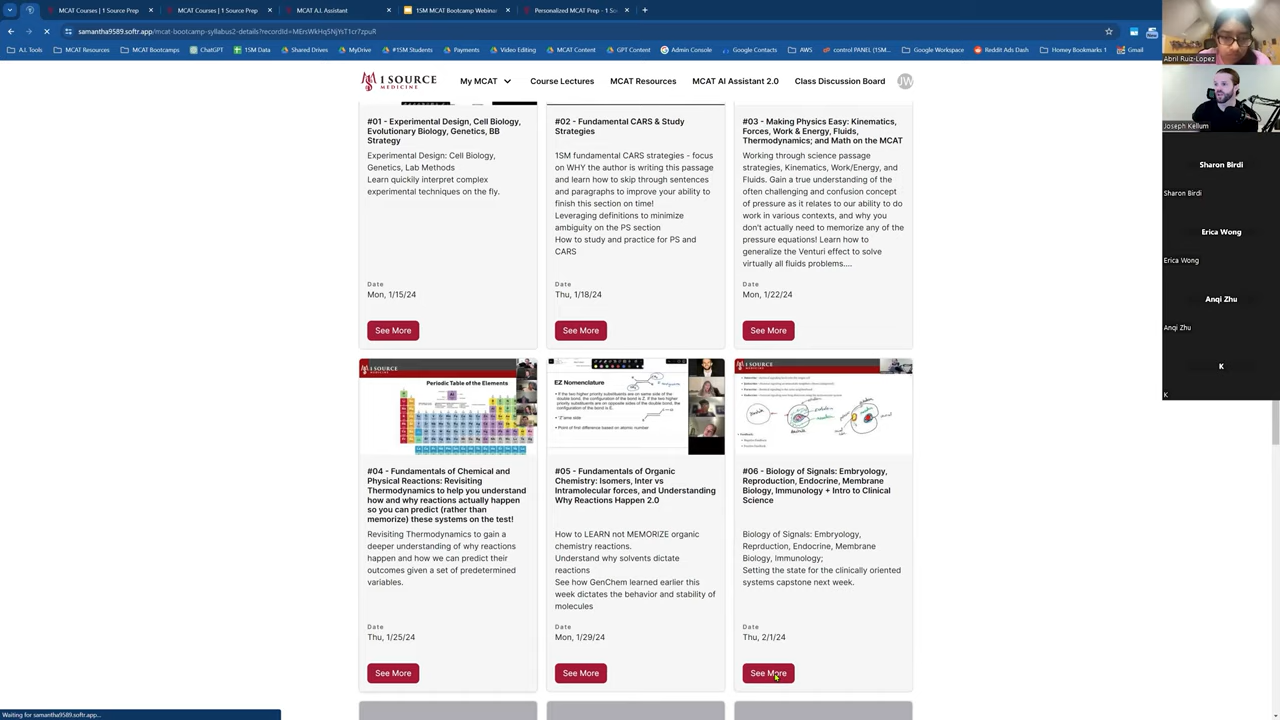 MCAT Courses | 1 Source Prep
MCAT Courses | 1 Source Prep
MCAT A.I. Assistant
1SM MCAT Bootcamp Webinar
Personalized MCAT Prep - 1 So
samantha9589.softr.app/mcat-bootcamp-syllabus2-details?recordId=MErsWkHqSNjYsT1cr7zpuR
A.I. Tools
MCAT Resources
MCAT Bootcamps
ChatGPT
1SM Data
Shared Drives
MyDrive
#1SM Students
Payments
Video Editing
MCAT Content
GPT Content
Admin Console
Google Contacts
AWS
control PANEL (1SM...
Google Workspace
Reddit Ads Dash
Homey Bookmarks 1
Gmail
1 SOURCE
MEDICINE
My MCAT
Course Lectures
MCAT Resources
MCAT AI Assistant 2.0
Class Discussion Board
JW
#01 - Experimental Design, Cell Biology,
Evolutionary Biology, Genetics, BB
Strategy
Experimental Design: Cell Biology,
Genetics, Lab Methods
Learn quickly interpret complex
experimental techniques on the fly.
Date
Mon, 1/15/24
See More
#02 - Fundamental CARS & Study
Strategies
1SM fundamental CARS strategies - focus
on WHY the author is writing this passage
and learn how to skip through sentences
and paragraphs to improve your ability to
finish this section on time!
Leveraging definitions to minimize
ambiguity on the PS section
How to study and practice for PS and
CARS
Date
Thu, 1/18/24
See More
#03 - Making Physics Easy: Kinematics,
Forces, Work & Energy, Fluids,
Thermodynamics; and Math on the MCAT
Working through science passage
strategies, Kinematics, Work/Energy, and
Fluids. Gain a true understanding of the
often challenging and confusion concept
of pressure as it relates to our ability to do
work in various contexts, and why you
don't actually need to memorize any of the
pressure equations! Learn how to
generalize the Venturi effect to solve
virtually all fluids problems....
Date
Mon, 1/22/24
See More
1 SOURCE
Periodic Table of the Elements
#04 - Fundamentals of Chemical and
Physical Reactions: Revisiting
Thermodynamics to help you understand
how and why reactions actually happen
so you can predict (rather than
memorize) these systems on the test!
Revisiting Thermodynamics to gain a
deeper understanding of why reactions
happen and how we can predict their
outcomes given a set of predetermined
variables.
Date
Thu, 1/25/24
See More
EZ Nomenclature
#05 - Fundamentals of Organic
Chemistry: Isomers, Inter vs
Intramolecular forces, and Understanding
Why Reactions Happen 2.0
How to LEARN not MEMORIZE organic
chemistry reactions.
Understand why solvents dictate
reactions
See how GenChem learned earlier this
week dictates the behavior and stability of
molecules
Date
Mon, 1/29/24
See More
#06 - Biology of Signals: Embryology,
Reproduction, Endocrine, Membrane
Biology, Immunology + Intro to Clinical
Science
Biology of Signals: Embryology,
Reprduction, Endocrine, Membrane
Biology, Immunology;
Setting the state for the clinically oriented
systems capstone next week.
Date
Thu, 2/1/24
See More
Abril Ruiz-Lopez
Joseph Kellum
Sharon Birdi
Sharon Birdi
Erica Wong
Erica Wong
Anqi Zhu
Anqi Zhu
K
K
Waiting for samantha9589.softr.app...